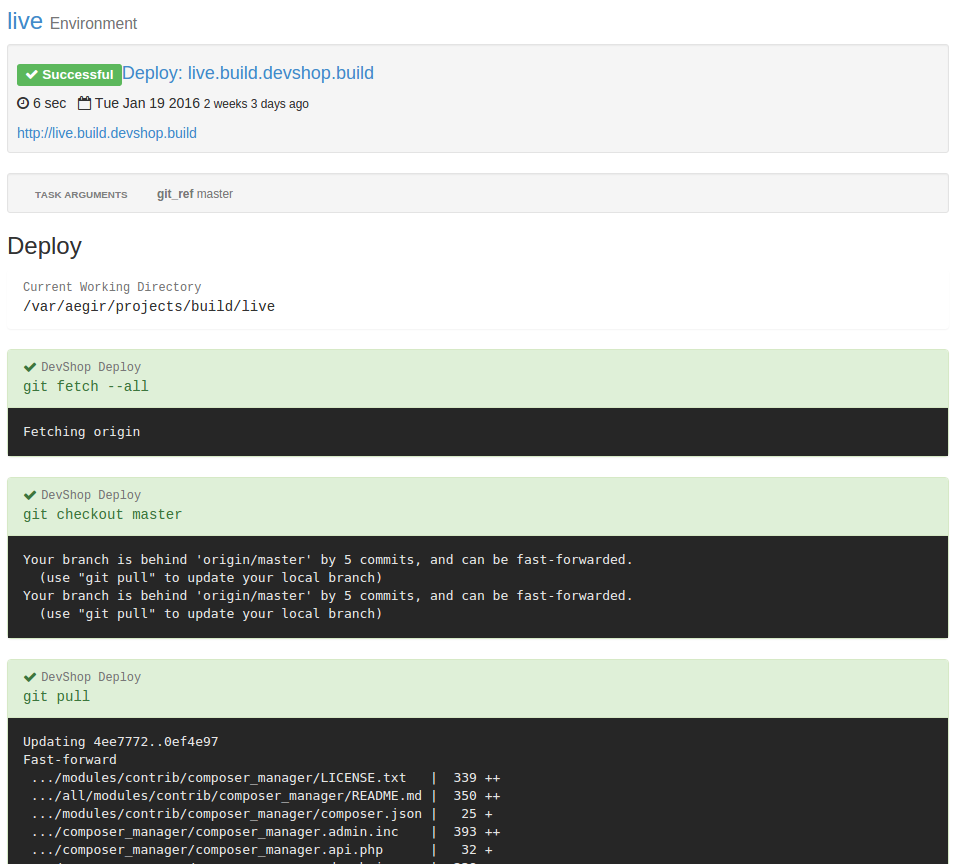 live Environment
Successful Deploy: live.build.devshop.build
6 sec Tue Jan 19 2016 2 weeks 3 days ago
http://live.build.devshop.build
TASK ARGUMENTS git_ref master
Deploy
Current Working Directory
/var/aegir/projects/build/live
DevShop Deploy
git fetch --all
Fetching origin
DevShop Deploy
git checkout master
Your branch is behind 'origin/master' by 5 commits, and can be fast-forwarded.
(use "git pull" to update your local branch)
Your branch is behind 'origin/master' by 5 commits, and can be fast-forwarded.
(use "git pull" to update your local branch)
DevShop Deploy
git pull
Updating 4ee7772..0ef4e97
Fast-forward
.../modules/contrib/composer_manager/LICENSE.txt | 339 ++
.../all/modules/contrib/composer_manager/README.md | 350 ++
.../modules/contrib/composer_manager/composer.json | 25 +
.../composer_manager/composer_manager.admin.inc | 393 ++
.../composer_manager/composer_manager.api.php | 32 +